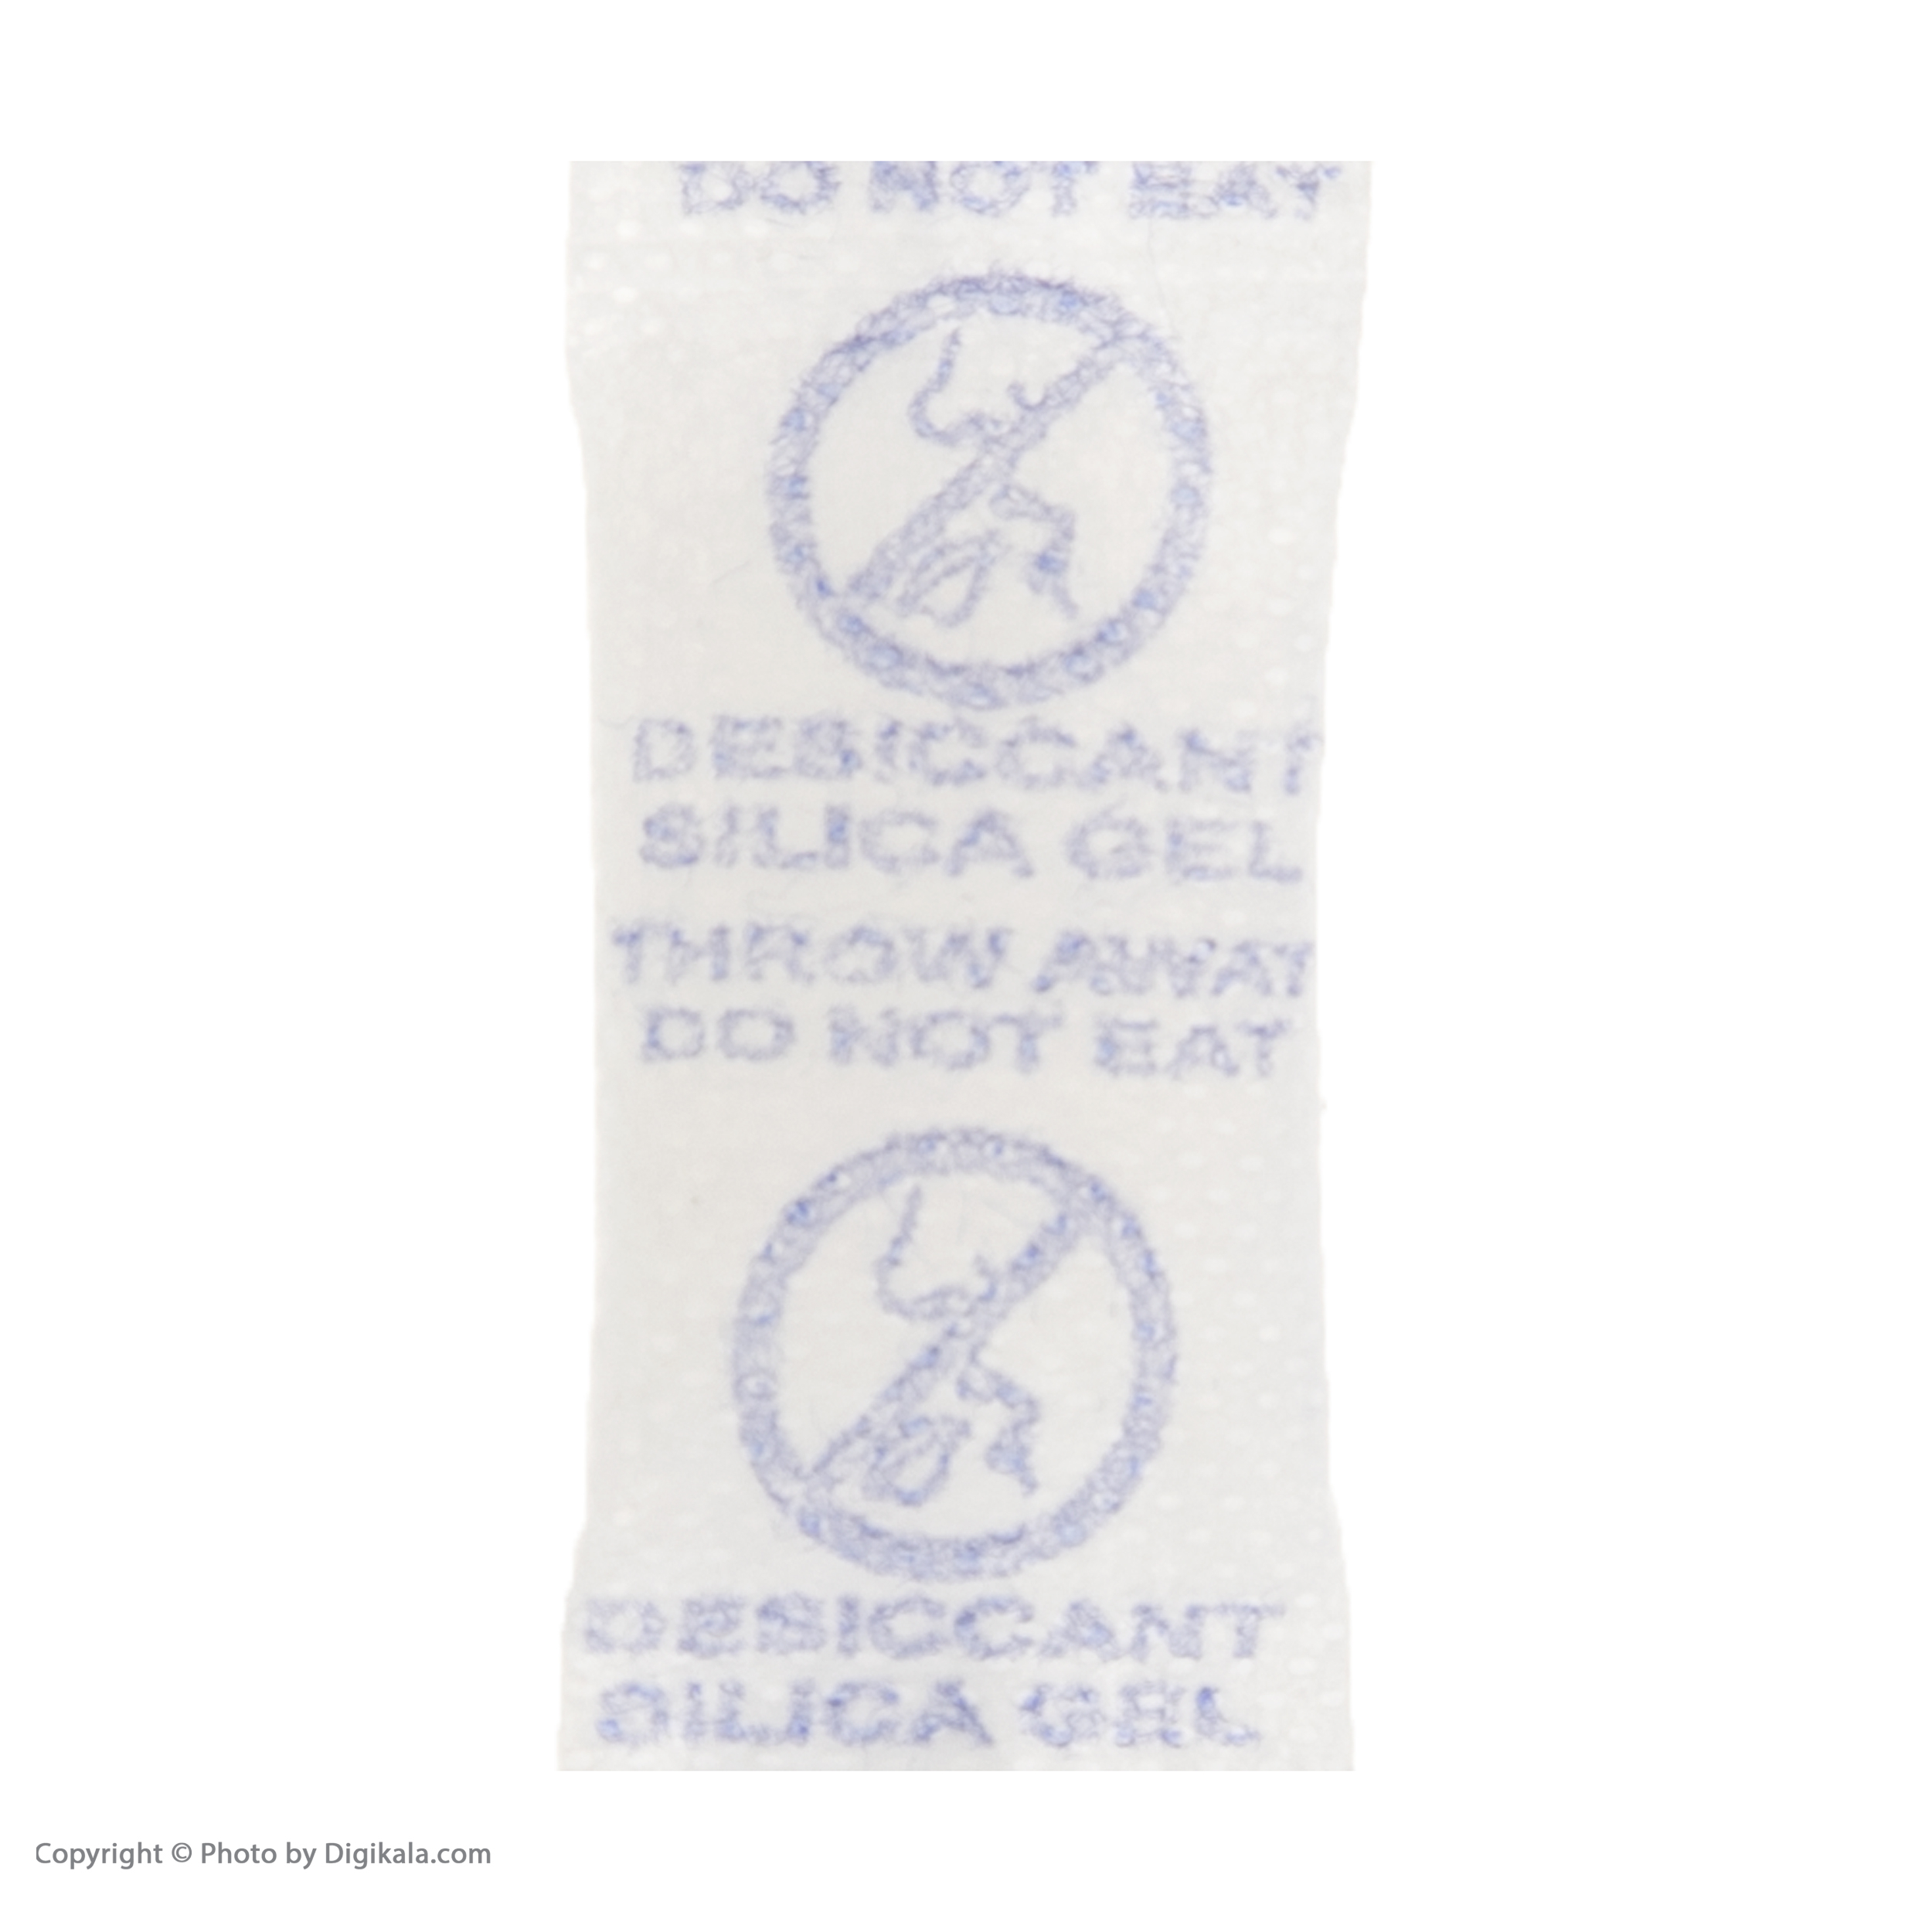 DO NOT EAT
DESICCANT
SILICA GEL
THROW AWAY
DO NOT EAT
DESICCANT
SILICA GEL
Copyright © Photo by Digikala.com